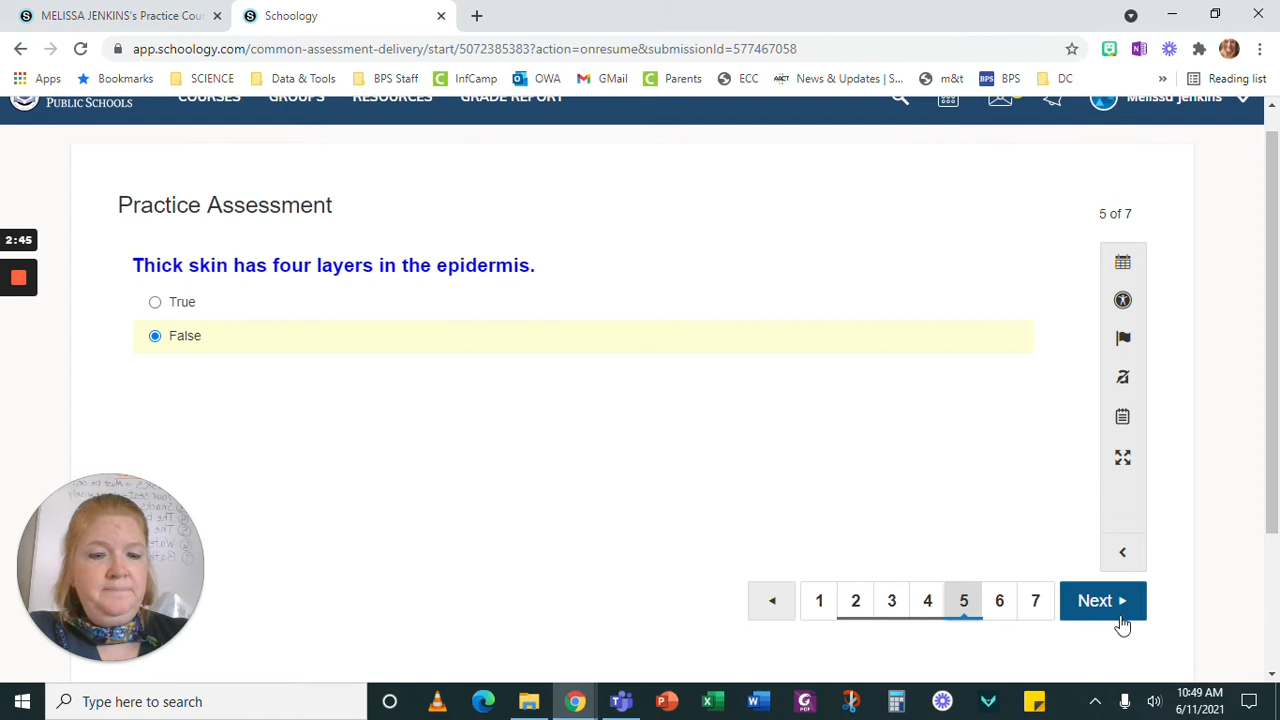 MELISSA JENKINS's Practice Cou
Schoology
app.schoology.com/common-assessment-delivery/start/5072385383?action=onresume&submissionId=577467058
Apps Bookmarks SCIENCE Data & Tools BPS Staff InfCamp OWA GMail Parents ECC News & Updates | S... m&t BPS DC » Reading list
PUBLIC SCHOOLS COURSES GROUPS RESOURCES GRADE REPORT Melissa Jenkins
Practice Assessment
5 of 7
2:45
Thick skin has four layers in the epidermis.
True
False
1 2 3 4 5 6 7 Next
Type here to search
10:49 AM
6/11/2021